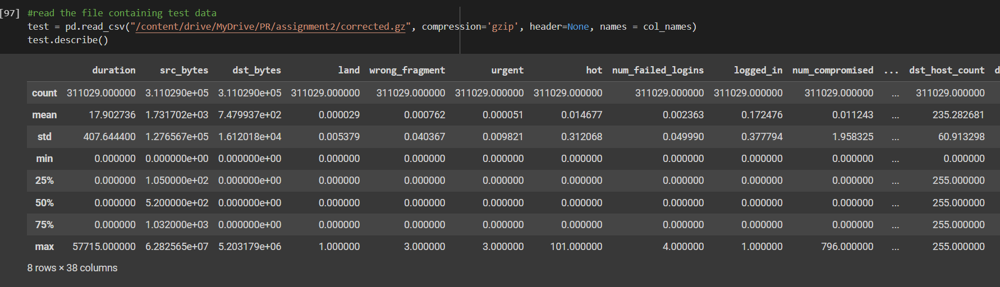 [97] #read the file containing test data
test = pd.read_csv("/content/drive/MyDrive/PR/assignment2/corrected.gz", compression='gzip', header=None, names = col_names)
test.describe()
duration src_bytes dst_bytes land wrong_fragment urgent hot num_failed_logins logged_in num_compromised ... dst_host_count d
count 311029.000000 3.110290e+05 3.110290e+05 311029.000000 311029.000000 311029.000000 311029.000000 311029.000000 311029.000000 311029.000000 ... 311029.000000
mean 17.902736 1.731702e+03 7.479937e+02 0.000029 0.000762 0.000051 0.014677 0.002363 0.172476 0.011243 ... 235.282681
std 407.644400 1.276567e+05 1.612018e+04 0.005379 0.040367 0.009821 0.312068 0.049990 0.377794 1.958325 ... 60.913298
min 0.000000 0.000000e+00 0.000000e+00 0.000000 0.000000 0.000000 0.000000 0.000000 0.000000 0.000000 ... 0.000000
25% 0.000000 1.050000e+02 0.000000e+00 0.000000 0.000000 0.000000 0.000000 0.000000 0.000000 0.000000 ... 255.000000
50% 0.000000 5.200000e+02 0.000000e+00 0.000000 0.000000 0.000000 0.000000 0.000000 0.000000 0.000000 ... 255.000000
75% 0.000000 1.032000e+03 0.000000e+00 0.000000 0.000000 0.000000 0.000000 0.000000 0.000000 0.000000 ... 255.000000
max 57715.000000 6.282565e+07 5.203179e+06 1.000000 3.000000 3.000000 101.000000 4.000000 1.000000 796.000000 ... 255.000000
8 rows × 38 columns